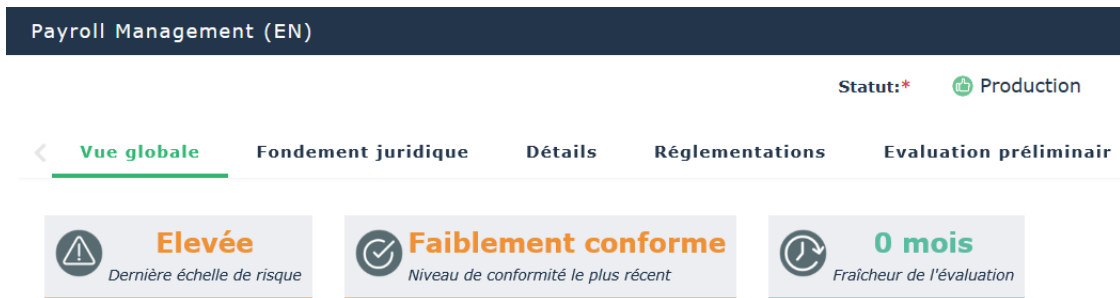 Payroll Management (EN)
Statut:* Production
Vue globale Fondement juridique Détails Réglementations Evaluation préliminair
Elevée Faiblement conforme 0 mois
Dernière échelle de risque Niveau de conformité le plus récent Fraîcheur de l'évaluation